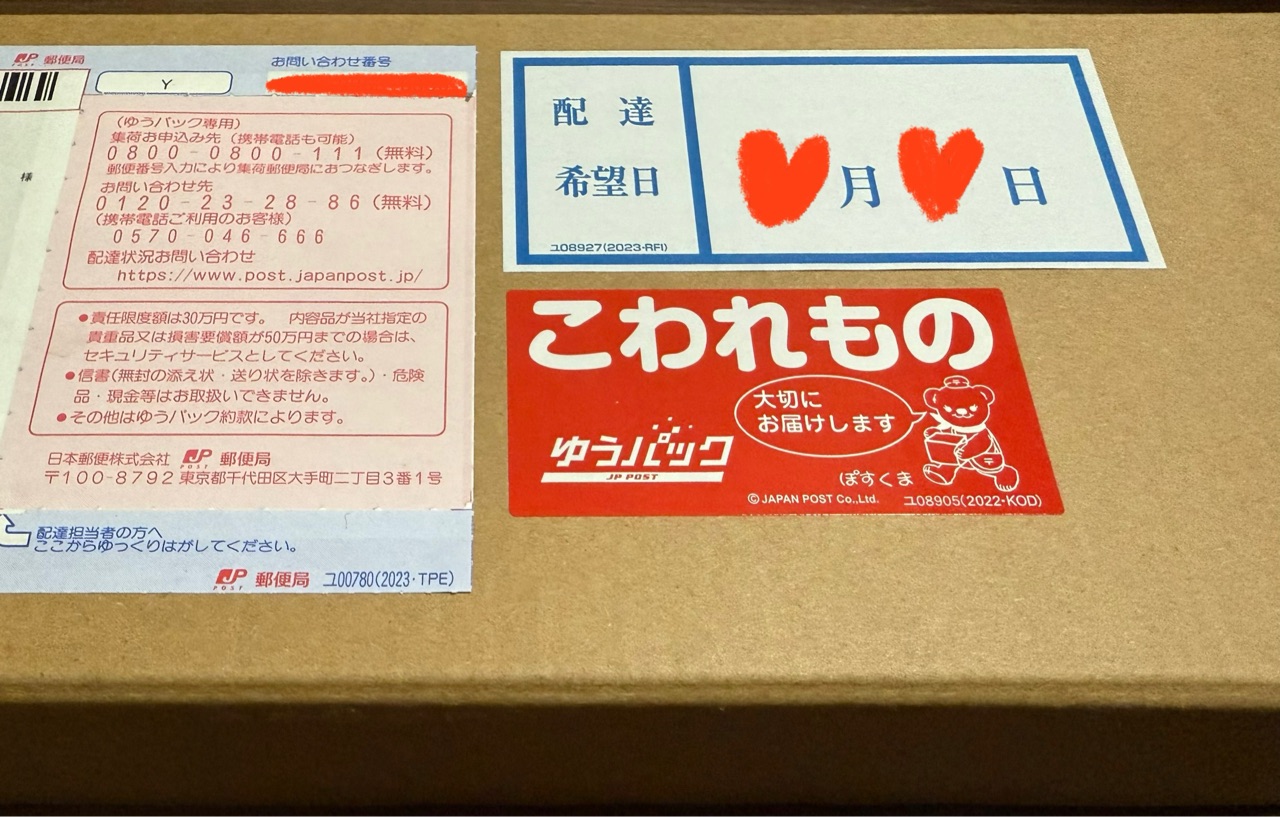 JP POST 郵便局
お問い合わせ番号
Y
様
(ゆうパック専用)
集荷お申込み先(携帯電話も可能)
0800-0800-111(無料)
郵便番号入力により集荷郵便局におつなぎします。
お問い合わせ先
0120-23-28-86(無料)
(携帯電話ご利用のお客様)
0570-046-666
配達状況お問い合わせ
https://www.post.japanpost.jp/
●責任限度額は30万円です。 内容品が当社指定の
貴重品又は損害要償額が50万円までの場合は、
セキュリティサービスとしてください。
●信書(無封の添え状・送り状を除きます。)・危険
品・現金等はお取扱いできません。
●その他はゆうパック約款によります。
日本郵便株式会社 JP POST 郵便局
〒100-8792 東京都千代田区大手町二丁目3番1号
配達担当者の方へ
ここからゆっくりはがしてください。
JP POST 郵便局 ユ00780(2023・TPE)
配達
希望日
月 日
ユ08927(2023-RFI)
こわれもの
大切に
お届けします
ゆうパック
JP POST
ぽすくま
©JAPAN POST Co.,Ltd. ユ08905(2022・KOD)